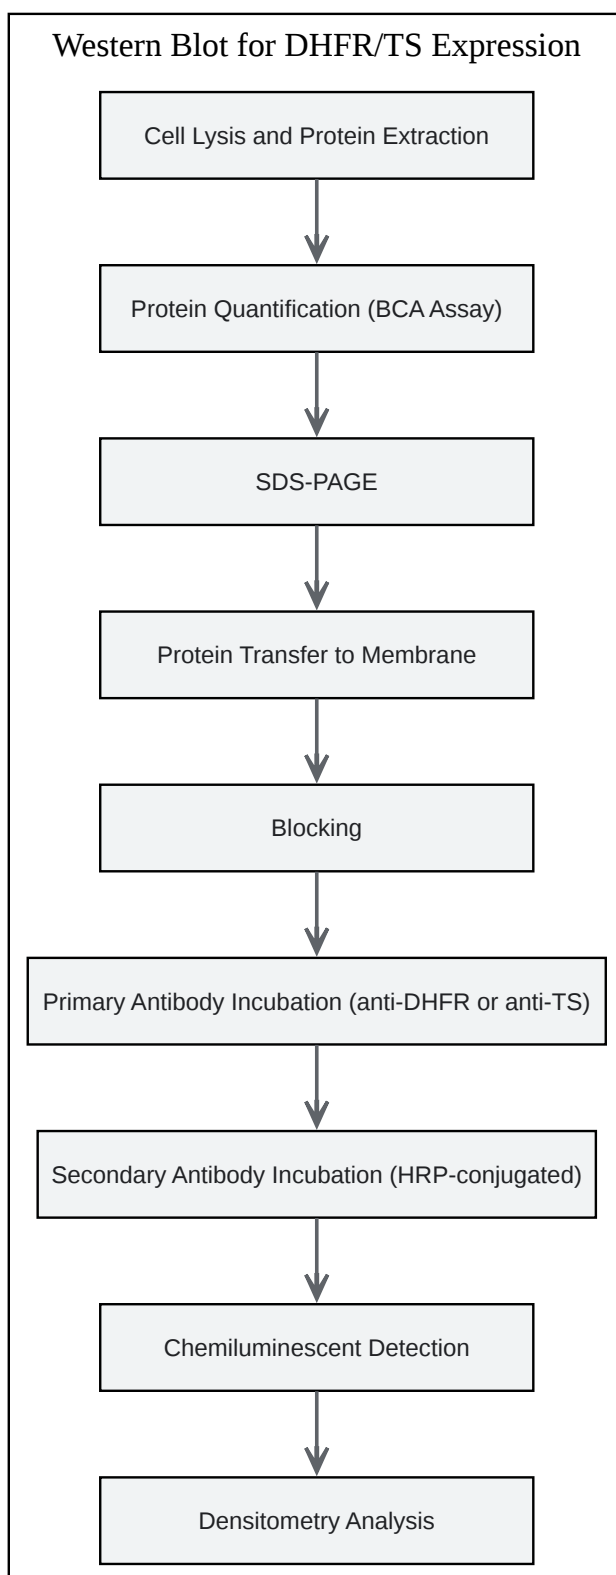 Western Blot for DHFR/TS Expression
Cell Lysis and Protein Extraction
Protein Quantification (BCA Assay)
SDS-PAGE
Protein Transfer to Membrane
Blocking
Primary Antibody Incubation (anti-DHFR or anti-TS)
Secondary Antibody Incubation (HRP-conjugated)
Chemiluminescent Detection
Densitometry Analysis